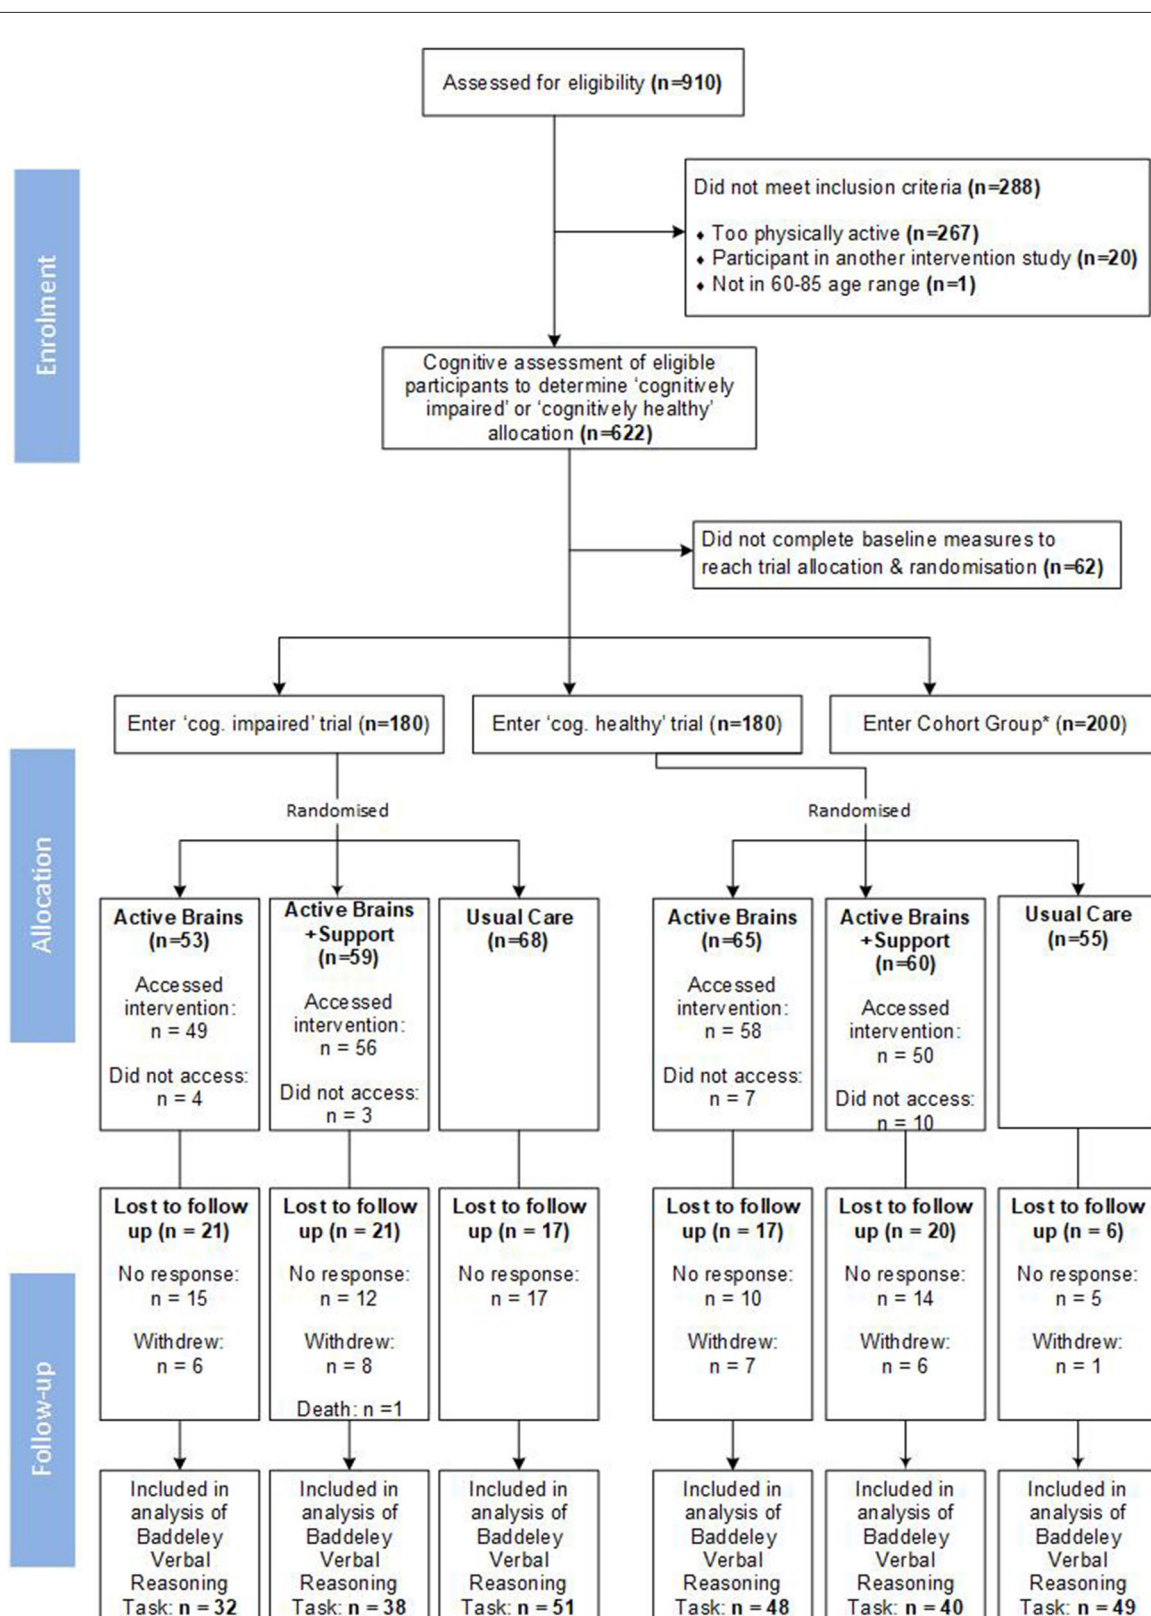 Assessed for eligibility (n=910)
Enrolment
Did not meet inclusion criteria (n=288)
♦ Too physically active (n=267)
♦ Participant in another intervention study (n=20)
♦ Not in 60-85 age range (n=1)
Cognitive assessment of eligible
participants to determine ‘cognitively
impaired’ or ‘cognitively healthy’
allocation (n=622)
Did not complete baseline measures to
reach trial allocation & randomisation (n=62)
Enter ‘cog. impaired’ trial (n=180)
Enter ‘cog. healthy’ trial (n=180)
Enter Cohort Group* (n=200)
Allocation
Randomised
Randomised
Active Brains
(n=53)
Accessed
intervention:
n = 49
Did not access:
n = 4
Active Brains
+Support
(n=59)
Accessed
intervention:
n = 56
Did not access:
n = 3
Usual Care
(n=68)
Active Brains
(n=65)
Accessed
intervention:
n = 58
Did not access:
n = 7
Active Brains
+Support
(n=60)
Accessed
intervention:
n = 50
Did not access:
n = 10
Usual Care
(n=55)
Follow-up
Lost to follow
up (n = 21)
No response:
n = 15
Withdrew:
n = 6
Lost to follow
up (n = 21)
No response:
n = 12
Withdrew:
n = 8
Death: n =1
Lost to follow
up (n = 17)
No response:
n = 17
Lost to follow
up (n = 17)
No response:
n = 10
Withdrew:
n = 7
Lost to follow
up (n = 20)
No response:
n = 14
Withdrew:
n = 6
Lost to follow
up (n = 6)
No response:
n = 5
Withdrew:
n = 1
Included in
analysis of
Baddeley
Verbal
Reasoning
Task: n = 32
Included in
analysis of
Baddeley
Verbal
Reasoning
Task: n = 38
Included in
analysis of
Baddeley
Verbal
Reasoning
Task: n = 51
Included in
analysis of
Baddeley
Verbal
Reasoning
Task: n = 48
Included in
analysis of
Baddeley
Verbal
Reasoning
Task: n = 40
Included in
analysis of
Baddeley
Verbal
Reasoning
Task: n = 49